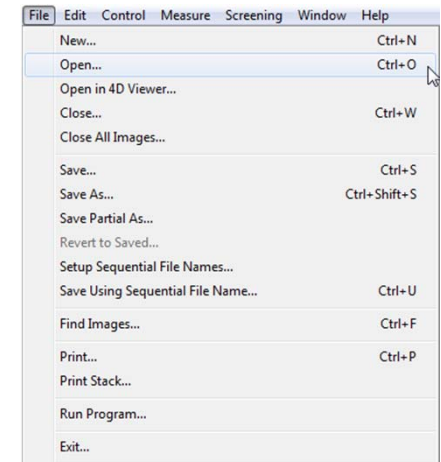 File Edit Control Measure Screening Window Help
New... Ctrl+N
Open... Ctrl+O
Open in 4D Viewer...
Close... Ctrl+W
Close All Images...
Save... Ctrl+S
Save As... Ctrl+Shift+S
Save Partial As...
Revert to Saved...
Setup Sequential File Names...
Save Using Sequential File Name... Ctrl+U
Find Images... Ctrl+F
Print... Ctrl+P
Print Stack...
Run Program...
Exit...